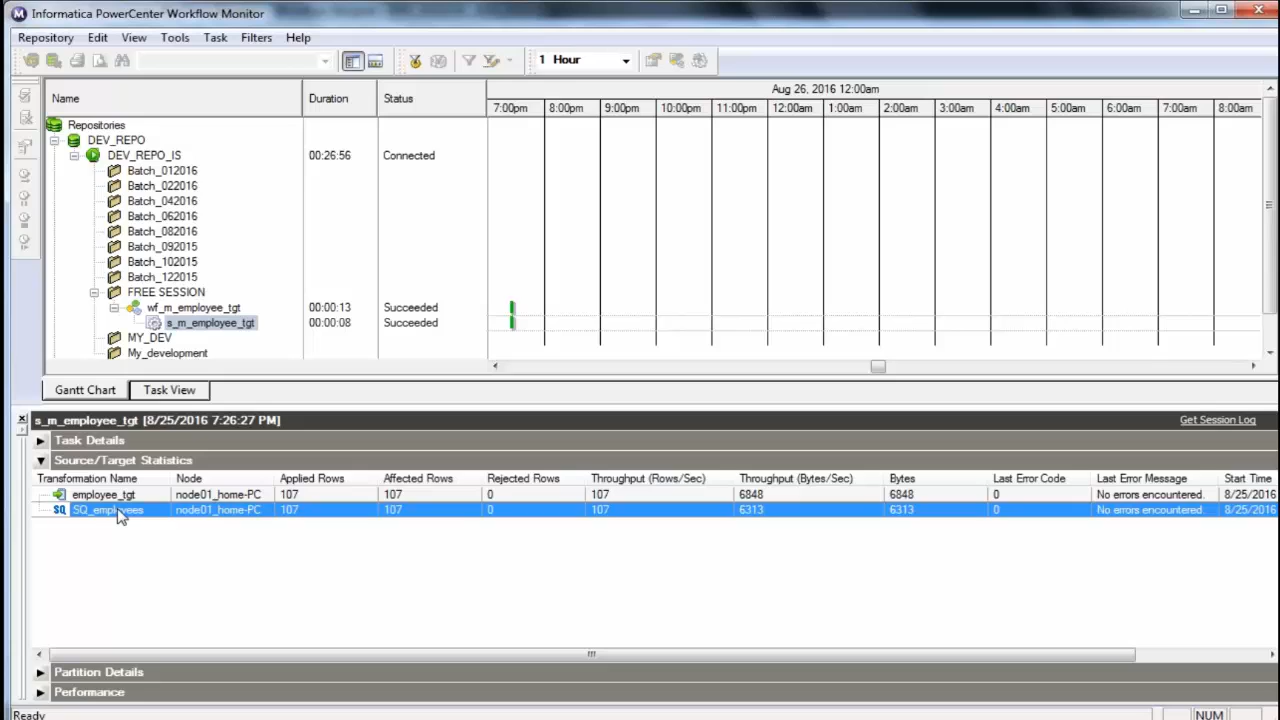 Informatica PowerCenter Workflow Monitor
Repository Edit View Tools Task Filters Help
1 Hour
Name Duration Status Aug 26, 2016 12:00am
7:00pm 8:00pm 9:00pm 10:00pm 11:00pm 12:00am 1:00am 2:00am 3:00am 4:00am 5:00am 6:00am 7:00am 8:00am
Repositories
DEV_REPO
DEV_REPO_IS 00:26:56 Connected
Batch_012016
Batch_022016
Batch_042016
Batch_062016
Batch_082016
Batch_092015
Batch_102015
Batch_122015
FREE SESSION
wf_m_employee_tgt 00:00:13 Succeeded
s_m_employee_tgt 00:00:08 Succeeded
MY_DEV
My_development
Gantt Chart Task View
s_m_employee_tgt [8/25/2016 7:26:27 PM] Get Session Log
Task Details
Source/Target Statistics
Transformation Name Node Applied Rows Affected Rows Rejected Rows Throughput (Rows/Sec) Throughput (Bytes/Sec) Bytes Last Error Code Last Error Message Start Time
employee_tgt node01_home-PC 107 107 0 107 6848 6848 0 No errors encountered. 8/25/2016
SQ SQ_employees node01_home-PC 107 107 0 107 6313 6313 0 No errors encountered. 8/25/2016
Partition Details
Performance
Ready NUM